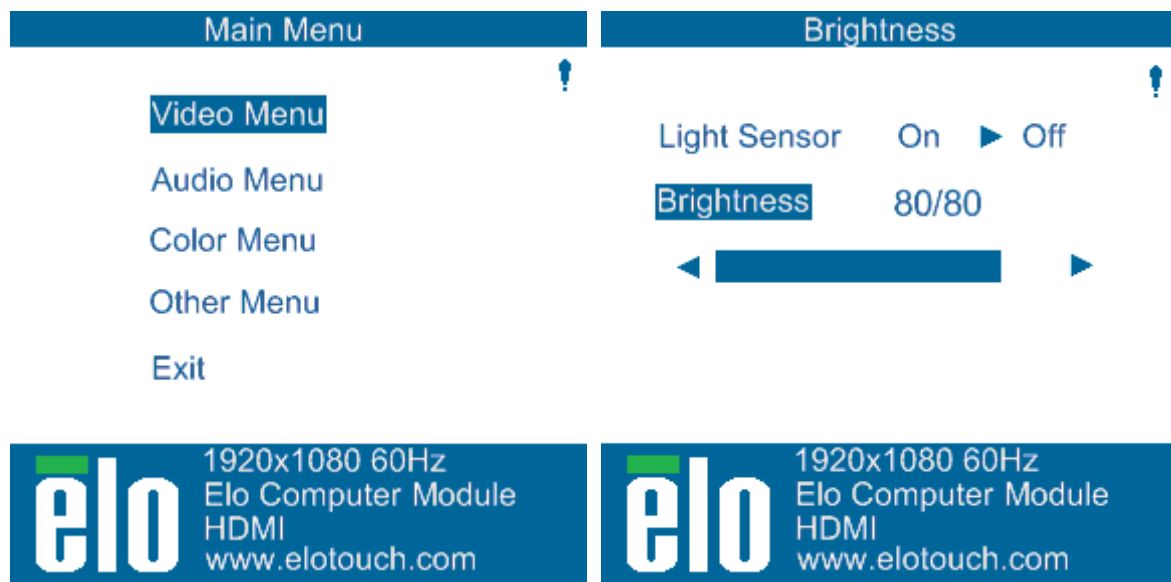 Main Menu
Video Menu
Audio Menu
Color Menu
Other Menu
Exit
elo
1920x1080 60Hz
Elo Computer Module
HDMI
www.elotouch.com
Brightness
Light Sensor On ▶ Off
Brightness 80/80
elo
1920x1080 60Hz
Elo Computer Module
HDMI
www.elotouch.com